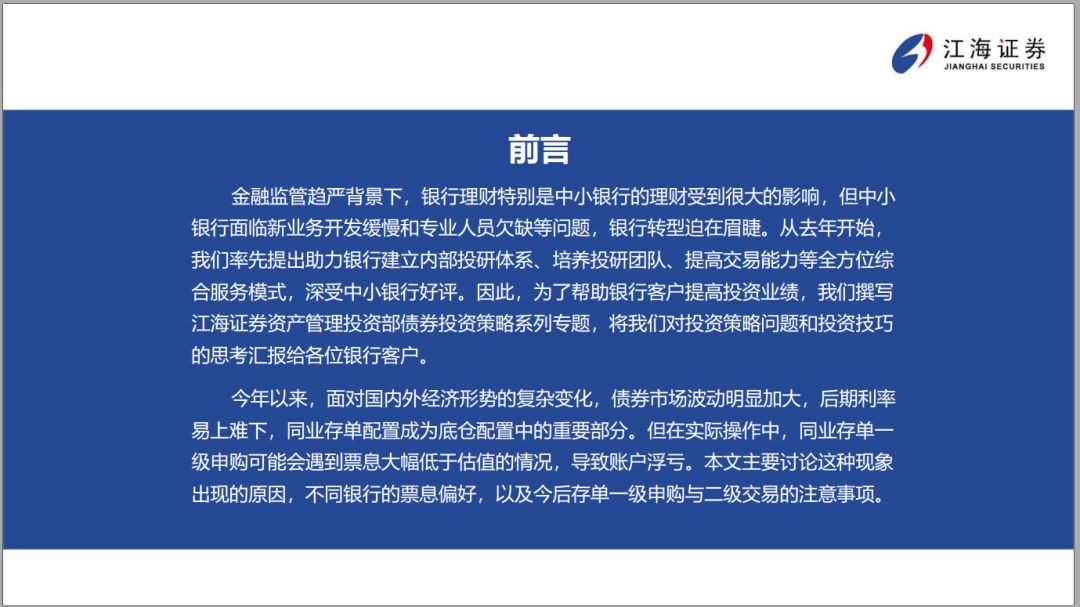 江海证券
JIANGHAI SECURITIES
前言
金融监管趋严背景下，银行理财特别是中小银行的理财受到很大的影响，但中小
银行面临新业务开发缓慢和专业人员欠缺等问题，银行转型迫在眉睫。从去年开始，
我们率先提出助力银行建立内部投研体系、培养投研团队、提高交易能力等全方位综
合服务模式，深受中小银行好评。因此，为了帮助银行客户提高投资业绩，我们撰写
江海证券资产管理投资部债券投资策略系列专题，将我们对投资策略问题和投资技巧
的思考汇报给各位银行客户。
今年以来，面对国内外经济形势的复杂变化，债券市场波动明显加大，后期利率
易上难下，同业存单配置成为底仓配置中的重要部分。但在实际操作中，同业存单一
级申购可能会遇到票息大幅低于估值的情况，导致账户浮亏。本文主要讨论这种现象
出现的原因，不同银行的票息偏好，以及今后存单一级申购与二级交易的注意事项。